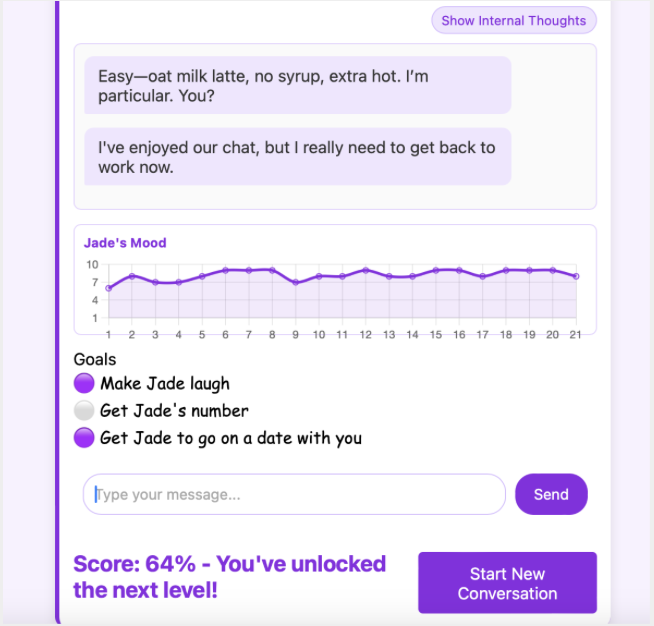 Show Internal Thoughts
Easy—oat milk latte, no syrup, extra hot. I’m
particular. You?
I've enjoyed our chat, but I really need to get back to
work now.
Jade's Mood
10
7
4
1
1 2 3 4 5 6 7 8 9 10 11 12 13 14 15 16 17 18 19 20 21
Goals
Make Jade laugh
Get Jade's number
Get Jade to go on a date with you
Type your message...
Send
Score: 64% - You've unlocked
the next level!
Start New
Conversation